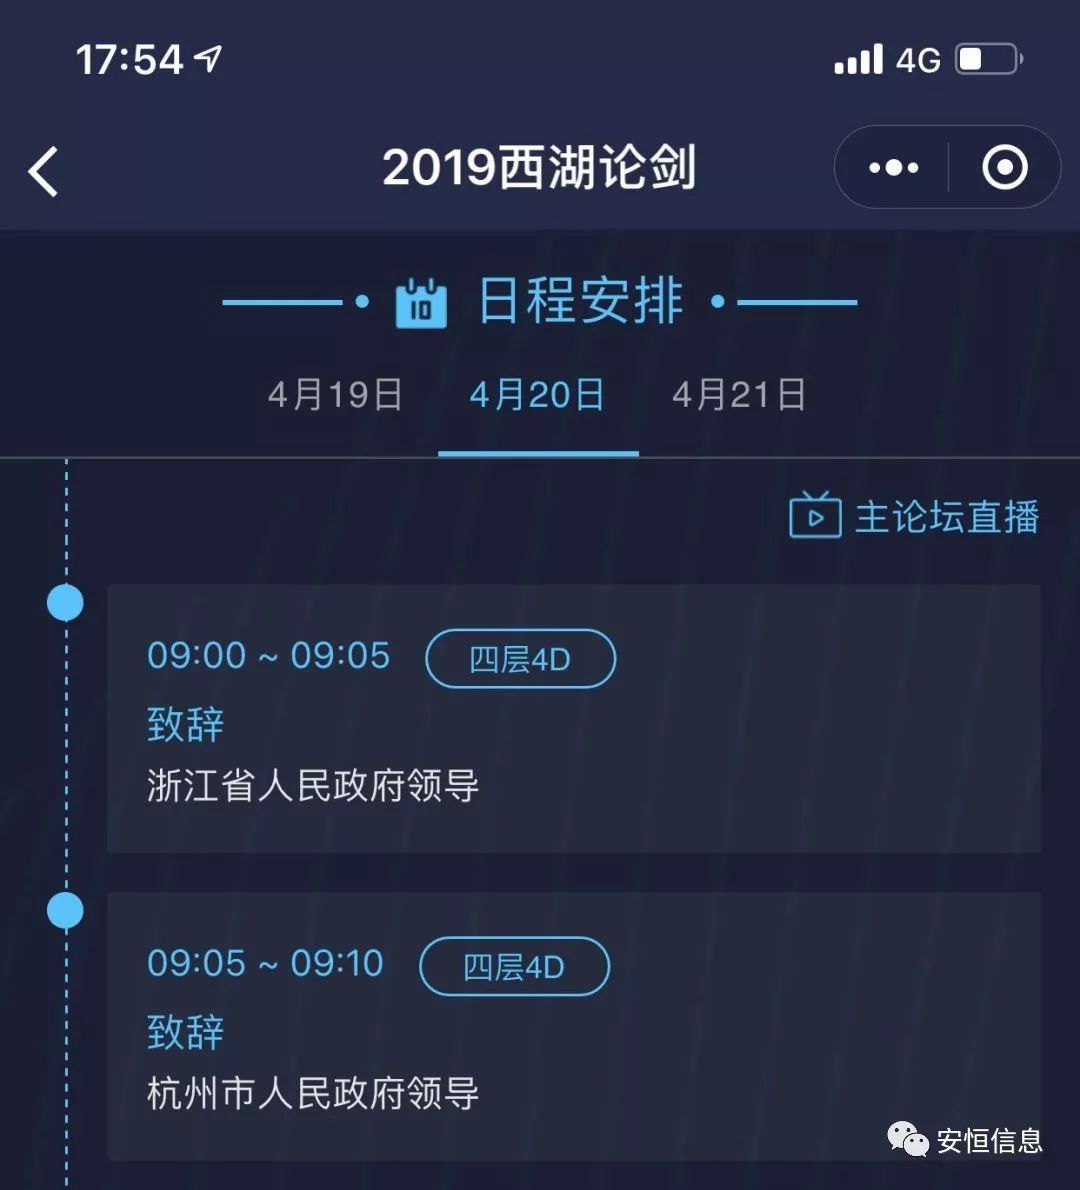 17:54
4G
2019西湖论剑
10
日程安排
4月19日 4月20日 4月21日
主论坛直播
09:00 ~ 09:05 四层4D
致辞
浙江省人民政府领导
09:05 ~ 09:10 四层4D
致辞
杭州市人民政府领导
安恒信息